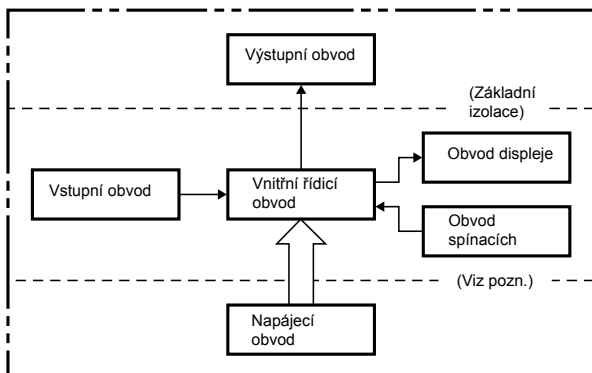 Výstupní obvod
(Základní
izolace)
Obvod displeje
Vstupní obvod
Vnitřní řídicí
obvod
Obvod
spínacích
(Viz pozn.)
Napájecí
obvod